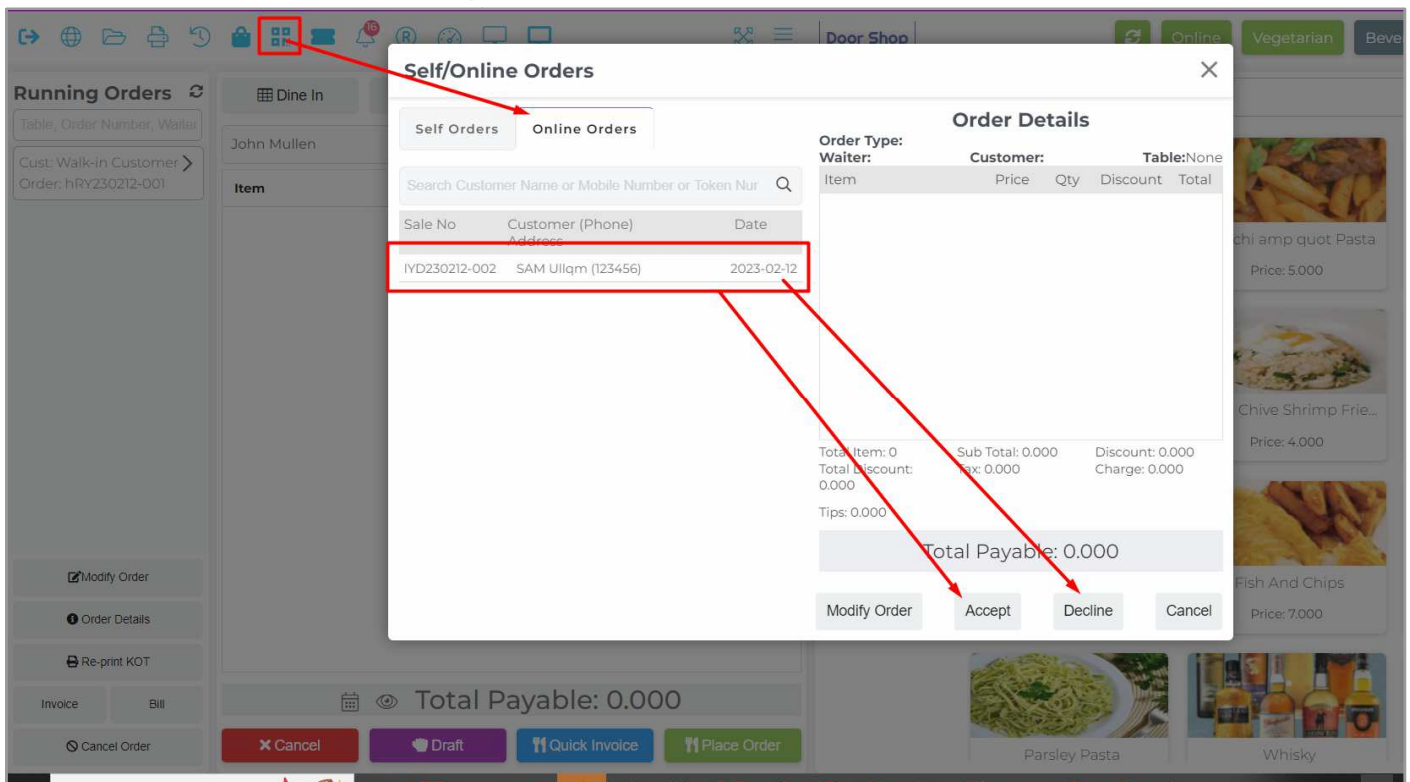 16
R
Door Shop
Online
Vegetarian
Beve
Running Orders
Table, Order Number, Waiter
Cust: Walk-in Customer
Order: hRY230212-001
Dine In
John Mullen
Item
Self/Online Orders
Self Orders
Online Orders
Search Customer Name or Mobile Number or Token Nur
Sale No Customer (Phone) Date
Address
IYD230212-002 SAM Ullqm (123456) 2023-02-12
Order Details
Order Type:
Waiter: Customer: Table:None
Item Price Qty Discount Total
Total Item: 0 Sub Total: 0.000 Discount: 0.000
Total Discount: Tax: 0.000 Charge: 0.000
0.000
Tips: 0.000
Total Payable: 0.000
Modify Order Accept Decline Cancel
chi amp quot Pasta
Price: 5.000
Chive Shrimp Frie...
Price: 4.000
Fish And Chips
Price: 7.000
Parsley Pasta
Whisky
Modify Order
Order Details
Re-print KOT
Invoice Bill
Cancel Order
Total Payable: 0.000
Cancel
Draft
Quick Invoice
Place Order